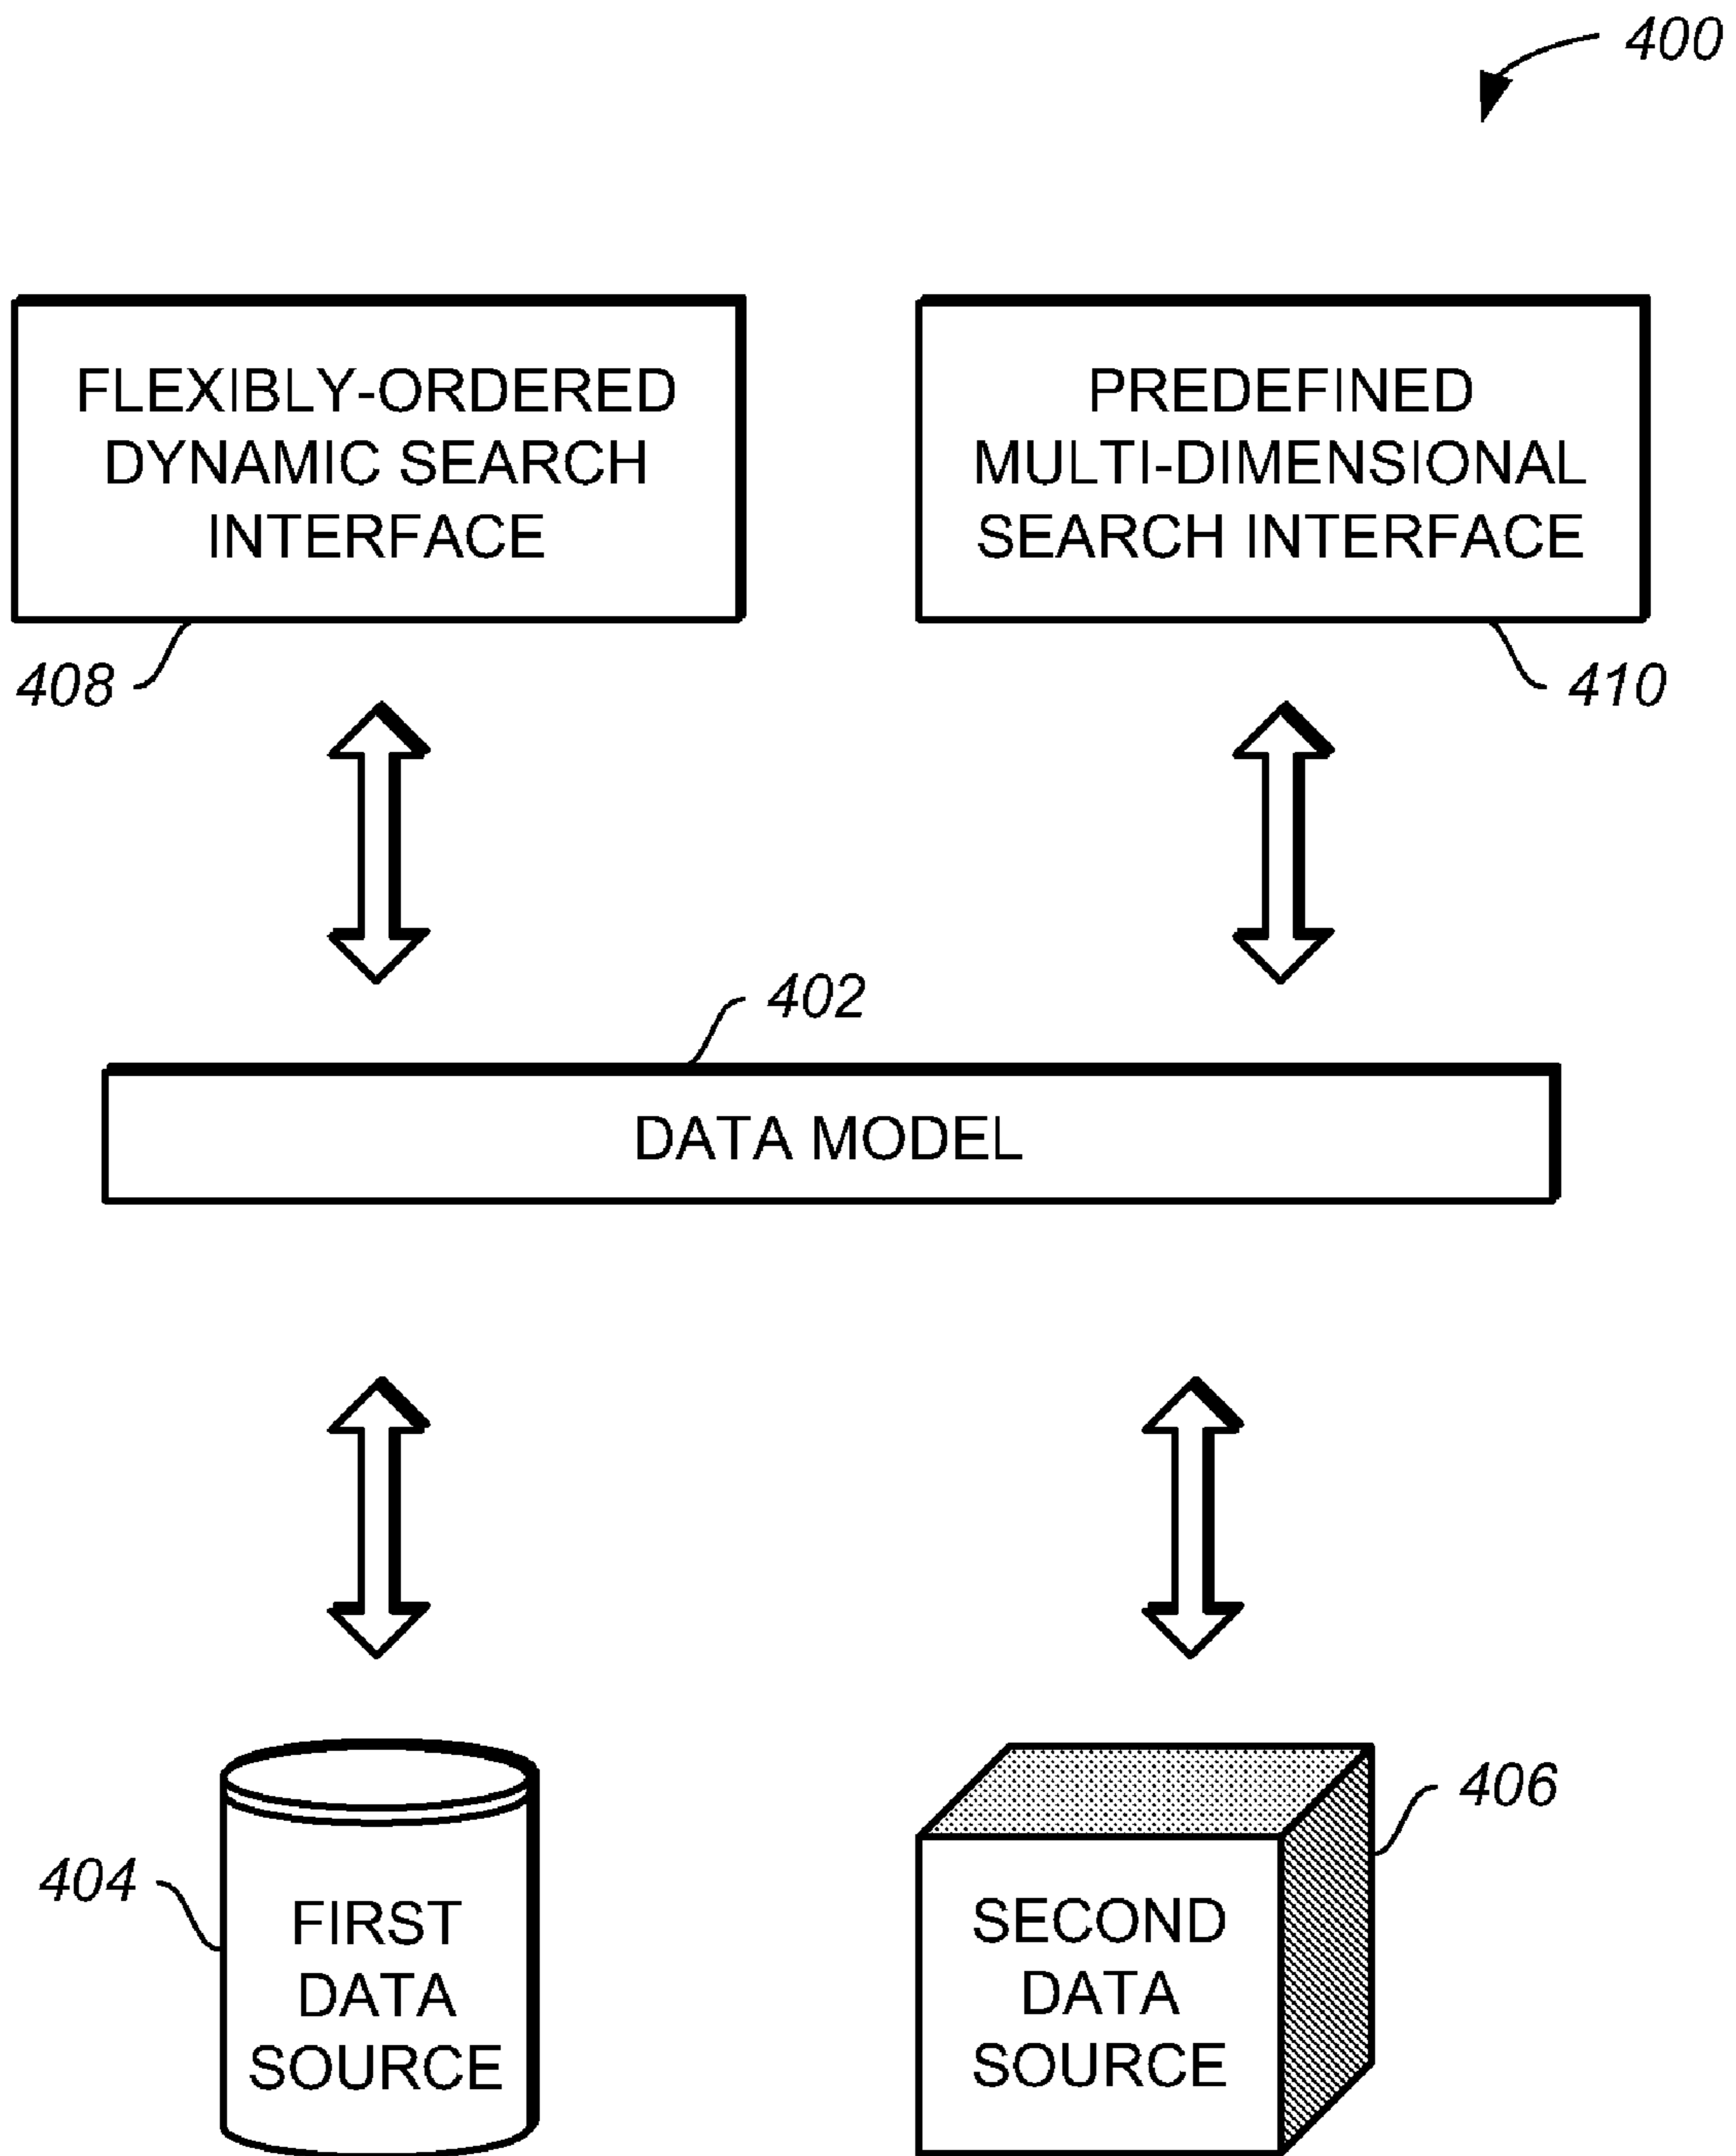 400
FLEXIBLY-ORDERED
DYNAMIC SEARCH
INTERFACE
408
PREDEFINED
MULTI-DIMENSIONAL
SEARCH INTERFACE
410
402
DATA MODEL
404
FIRST
DATA
SOURCE
406
SECOND
DATA
SOURCE